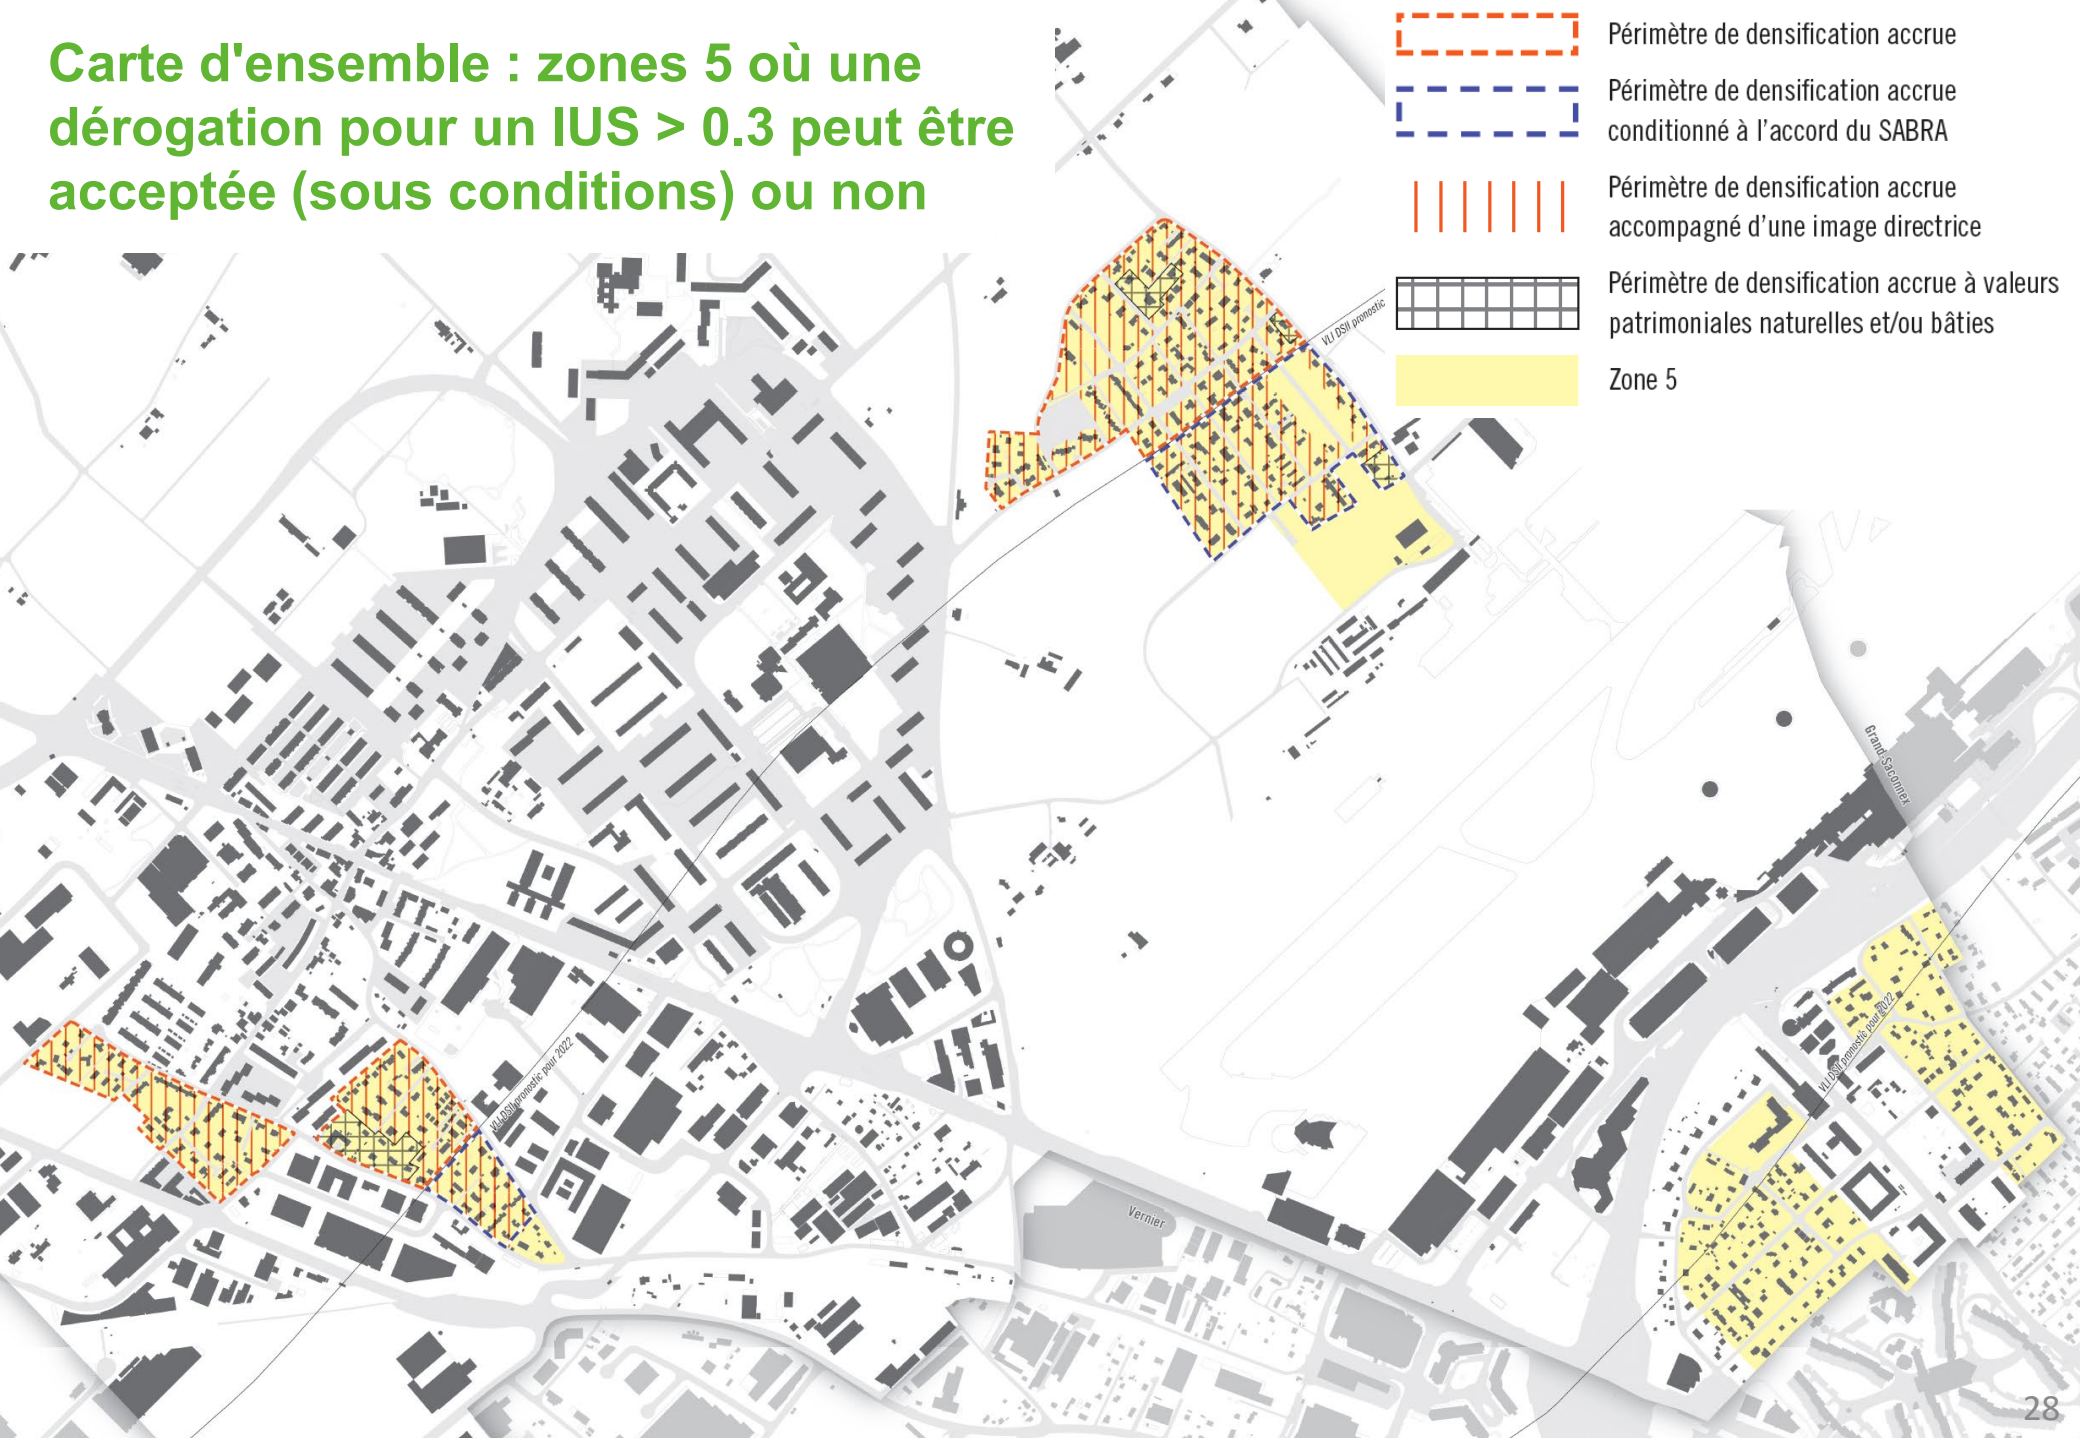 Carte d'ensemble : zones 5 où une
dérogation pour un IUS > 0.3 peut être
acceptée (sous conditions) ou non
Périmètre de densification accrue
Périmètre de densification accrue
conditionné à l'accord du SABRA
Périmètre de densification accrue
accompagné d'une image directrice
Périmètre de densification accrue à valeurs
patrimoniales naturelles et/ou bâties
Zone 5
VLI DSII pronostic
Grand-Saconnex
VLI DSII pronostic pour 2022
VLI DSII pronostic pour 2022
Vernier
28